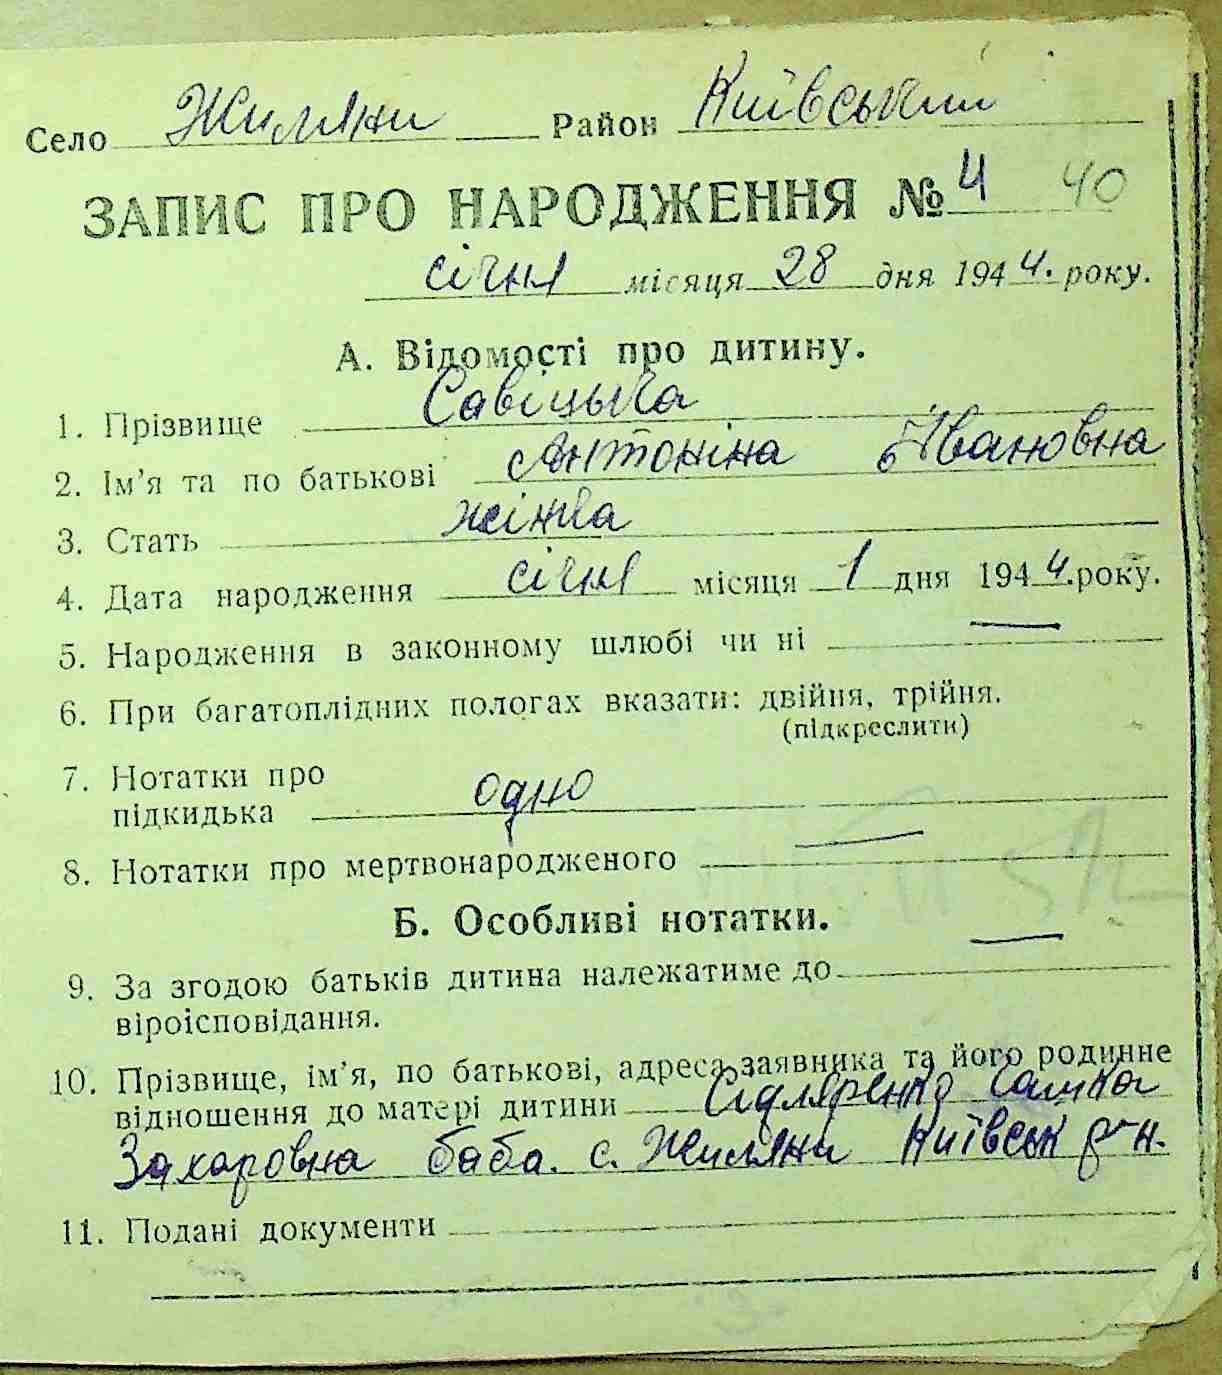 Село Жиляни Район Київський
ЗАПИС ПРО НАРОДЖЕННЯ № 4 40
січня місяця 28 дня 1944. року.
А. Відомості про дитину.
1. Прізвище Савіцька
2. Ім'я та по батькові Антоніна Івановна
3. Стать жінка
4. Дата народження січня місяця 1 дня 1944. року.
5. Народження в законному шлюбі чи ні —
6. При багатоплідних пологах вказати: двійня, трійня.
(підкреслити)
7. Нотатки про
підкидька одно
8. Нотатки про мертвонародженого —
Б. Особливі нотатки.
9. За згодою батьків дитина належатиме до —
віроісповідання.
10. Прізвище, ім'я, по батькові, адреса заявника та його родинне
відношення до матері дитини
Захаровна баба. с. Жиляни Київськ р-н.
11. Подані документи